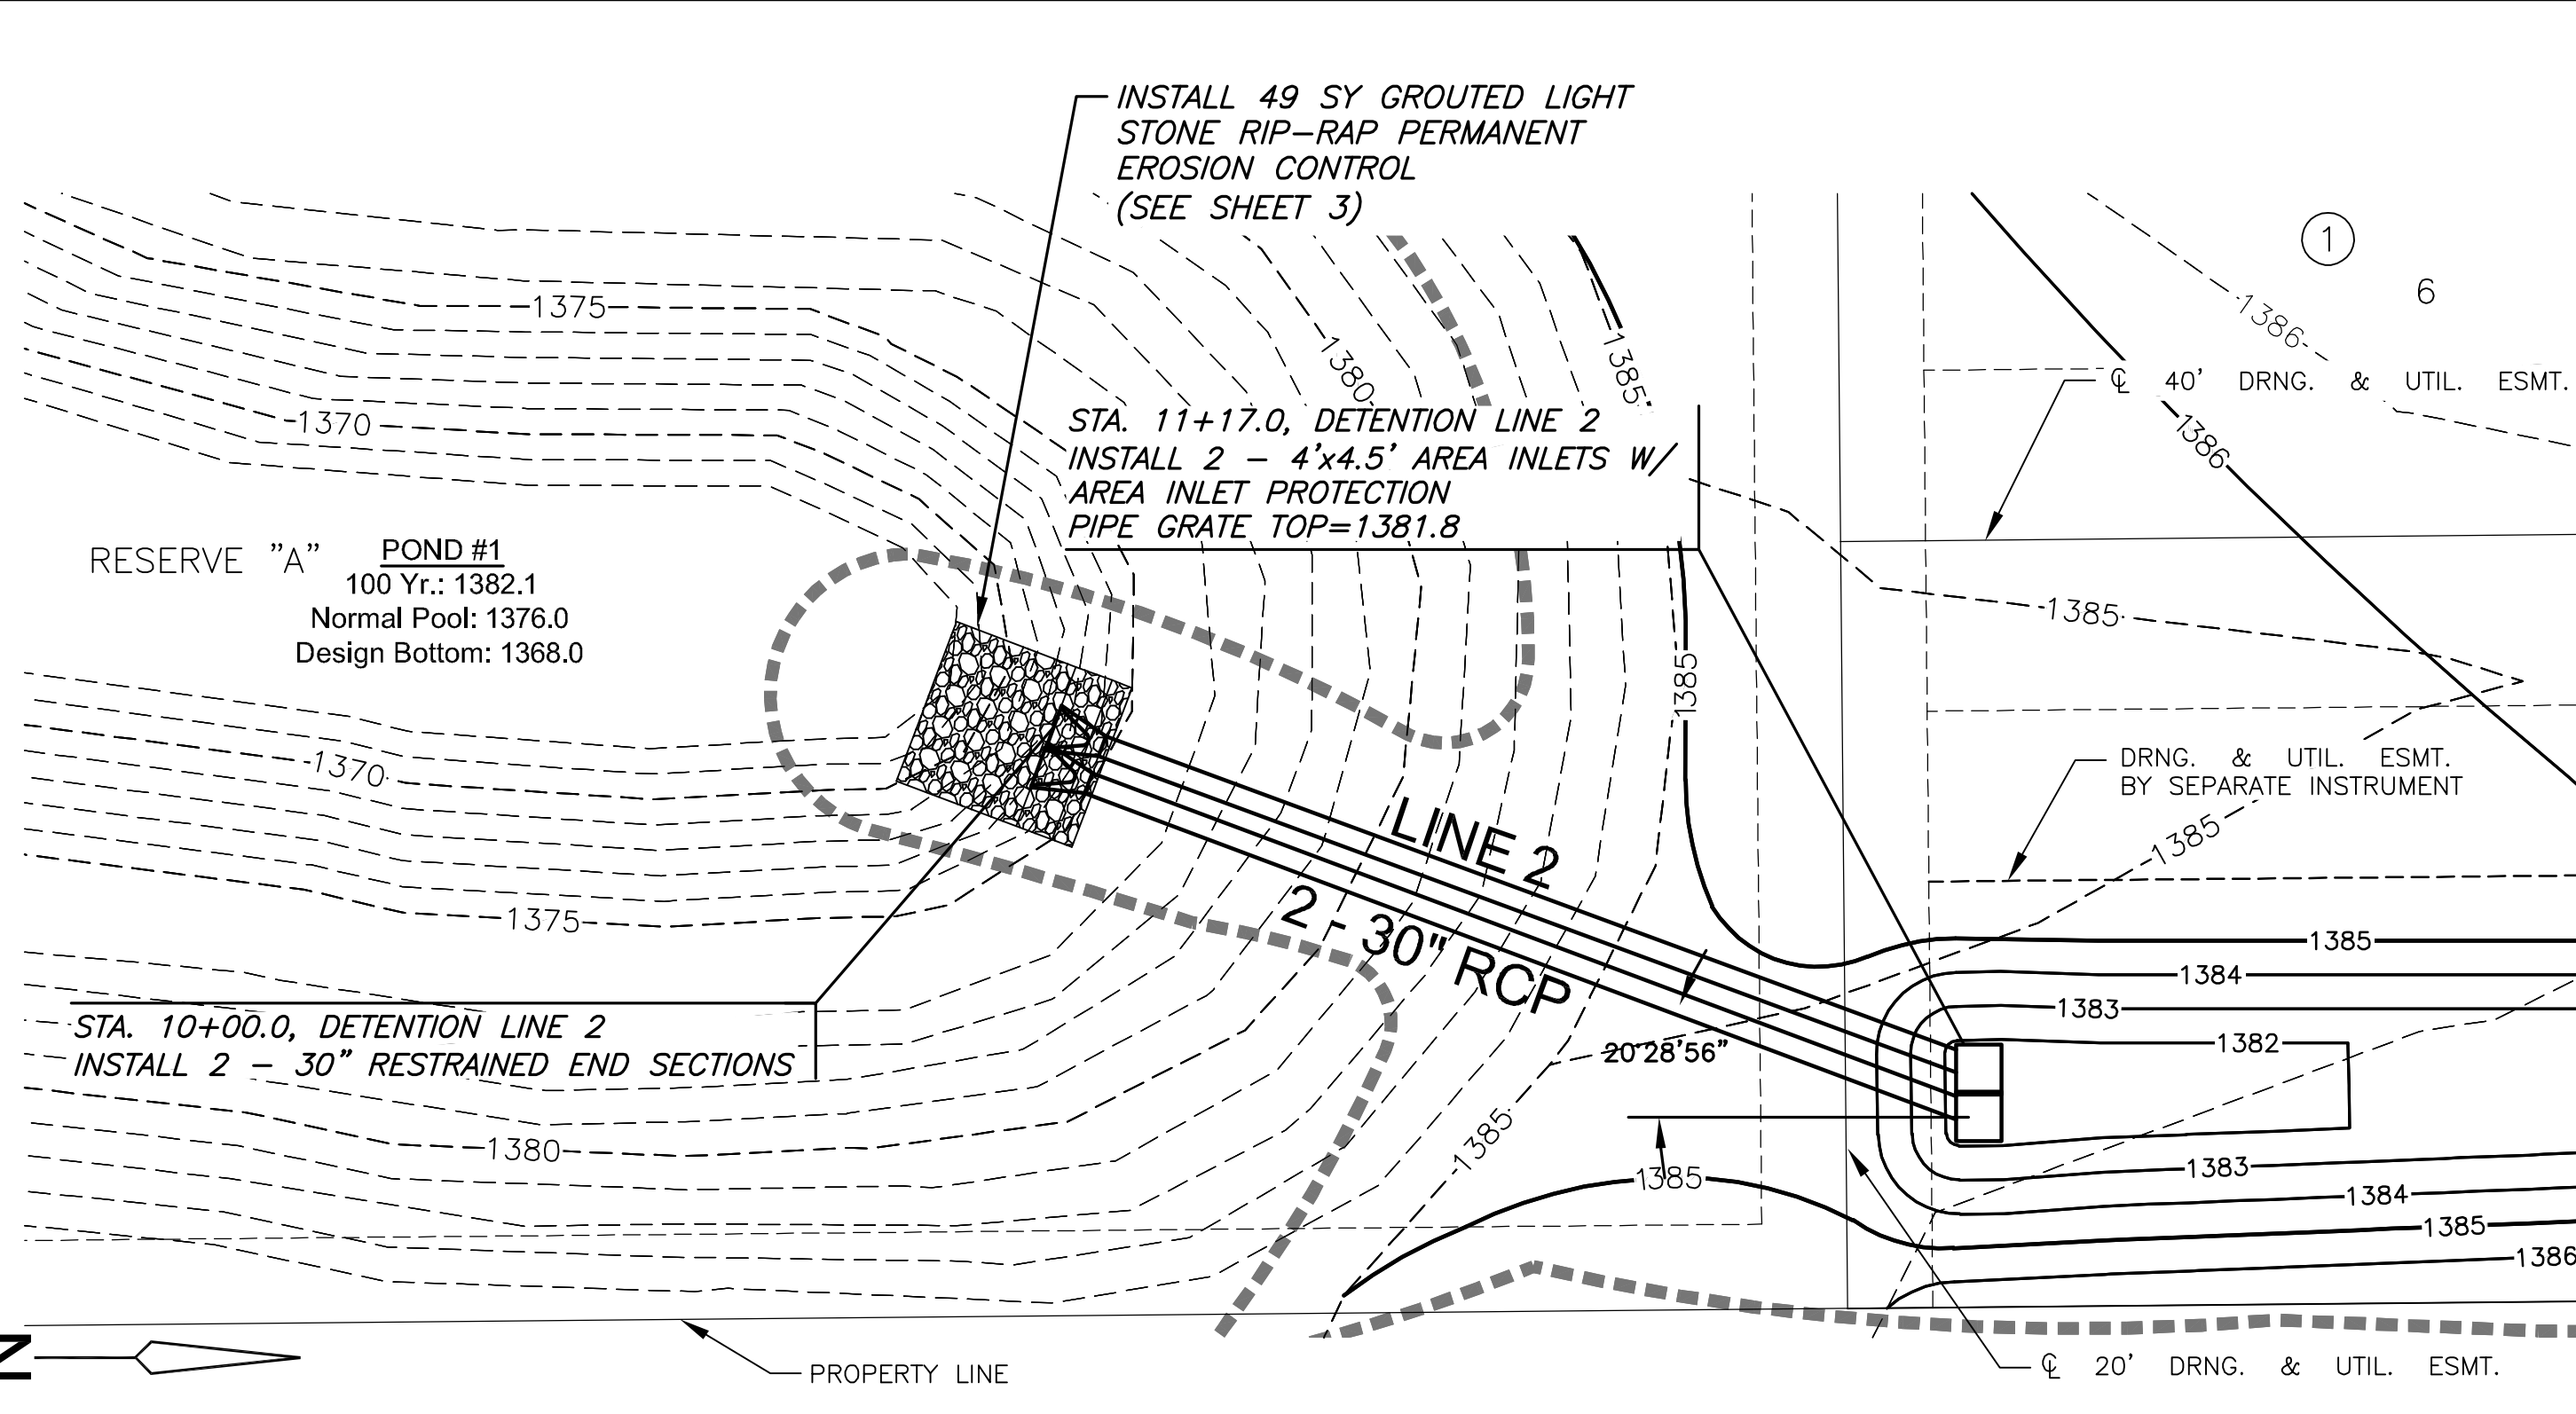 INSTALL 49 SY GROUTED LIGHT
STONE RIP-RAP PERMANENT
EROSION CONTROL
(SEE SHEET 3)
1
6
1375
1380
1385
1386
℄ 40' DRNG. & UTIL. ESMT.
1370
STA. 11+17.0, DETENTION LINE 2
INSTALL 2 - 4'x4.5' AREA INLETS W/
AREA INLET PROTECTION
PIPE GRATE TOP=1381.8
1386
RESERVE "A"
POND #1
100 Yr.: 1382.1
Normal Pool: 1376.0
Design Bottom: 1368.0
1385
1385
1370
DRNG. & UTIL. ESMT.
BY SEPARATE INSTRUMENT
1385
LINE 2
2 - 30" RCP
1375
1385
1384
1383
1382
STA. 10+00.0, DETENTION LINE 2
INSTALL 2 - 30" RESTRAINED END SECTIONS
20°28'56"
1380
1385
1385
1383
1384
1385
1386
N
PROPERTY LINE
℄ 20' DRNG. & UTIL. ESMT.